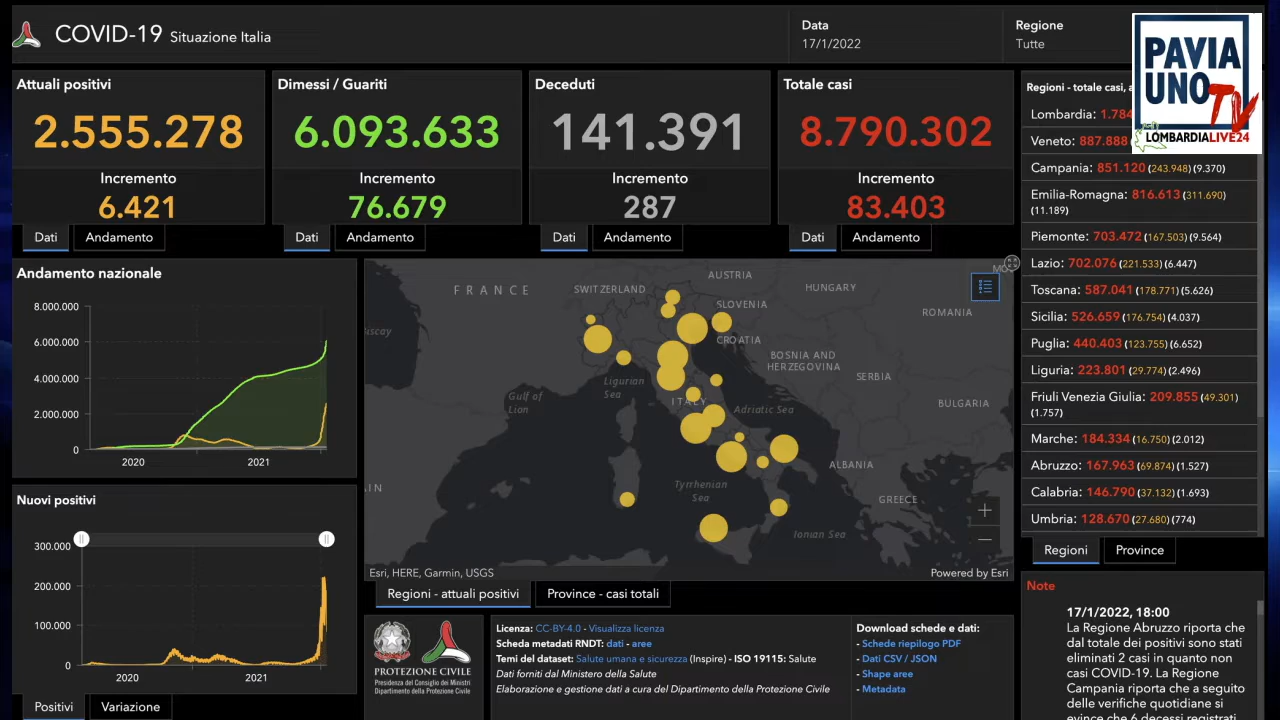 COVID-19 Situazione Italia
Data
17/1/2022
Regione
Tutte
PAVIA
UNO TV
LOMBARDIALIVE24
Attuali positivi
2.555.278
Incremento
6.421
Dati
Andamento
Dimessi / Guariti
6.093.633
Incremento
76.679
Dati
Andamento
Deceduti
141.391
Incremento
287
Dati
Andamento
Totale casi
8.790.302
Incremento
83.403
Dati
Andamento
Regioni - totale casi, a
Lombardia: 1.784
Veneto: 887.888
Campania: 851.120 (243.948) (9.370)
Emilia-Romagna: 816.613 (311.690)
(11.189)
Piemonte: 703.472 (167.503) (9.564)
Lazio: 702.076 (221.533) (6.447)
Toscana: 587.041 (178.771) (5.626)
Sicilia: 526.659 (176.754) (4.037)
Puglia: 440.403 (123.755) (6.652)
Liguria: 223.801 (29.774) (2.496)
Friuli Venezia Giulia: 209.855 (49.301)
(1.757)
Marche: 184.334 (16.750) (2.012)
Abruzzo: 167.963 (69.874) (1.527)
Calabria: 146.790 (37.132) (1.693)
Umbria: 128.670 (27.680) (774)
Regioni
Province
Andamento nazionale
8.000.000
6.000.000
4.000.000
2.000.000
0
2020
2021
Nuovi positivi
300.000
200.000
100.000
0
2020
2021
Positivi
Variazione
FRANCE
SWITZERLAND
AUSTRIA
HUNGARY
MO
SLOVENIA
ROMANIA
CROATIA
BOSNIA AND
HERZEGOVINA
SERBIA
BULGARIA
iscay
Gulf of
Lion
Ligurian
Sea
ITALY
Adriatic Sea
ALBANIA
Tyrrhenian
Sea
GREECE
IN
Ionian Sea
+
−
Esri, HERE, Garmin, USGS
Powered by Esri
Regioni - attuali positivi
Province - casi totali
PROTEZIONE CIVILE
Presidenza del Consiglio dei Ministri
Dipartimento della Protezione Civile
Licenza: CC-BY-4.0 - Visualizza licenza
Scheda metadati RNDT: dati - aree
Temi del dataset: Salute umana e sicurezza (Inspire) - ISO 19115: Salute
Dati forniti dal Ministero della Salute
Elaborazione e gestione dati a cura del Dipartimento della Protezione Civile
Download schede e dati:
- Schede riepilogo PDF
- Dati CSV / JSON
- Shape aree
- Metadata
Note
17/1/2022, 18:00
La Regione Abruzzo riporta che
dal totale dei positivi sono stati
eliminati 2 casi in quanto non
casi COVID-19. La Regione
Campania riporta che a seguito
delle verifiche quotidiane si
evince che 6 decessi registrati